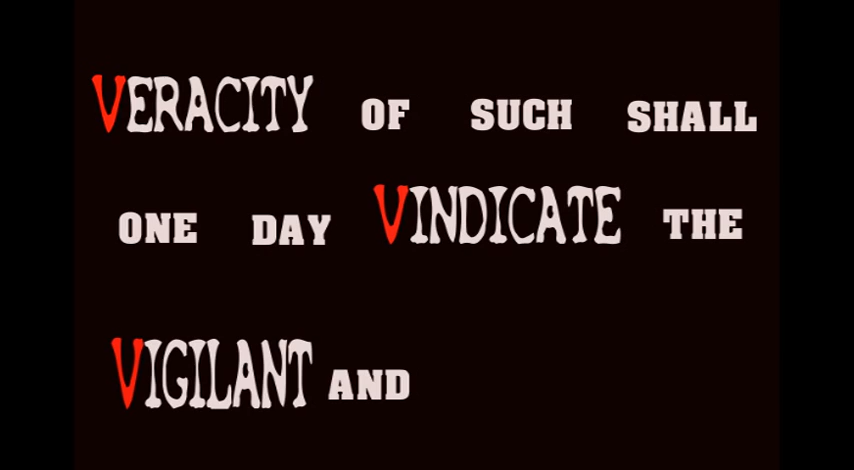 VERACITY OF SUCH SHALL
ONE DAY VINDICATE THE
VIGILANT AND